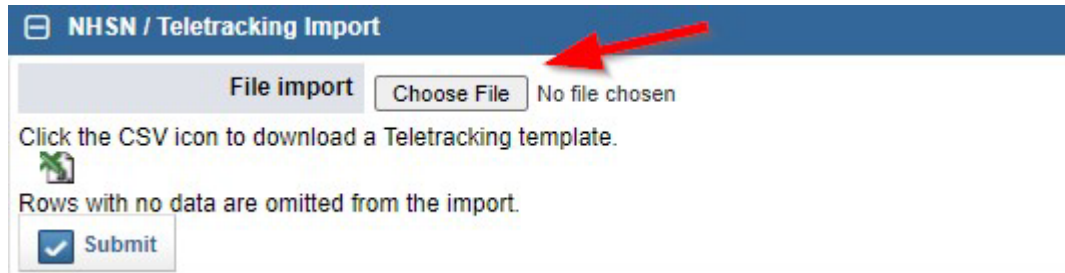 NHSN / Teletracking Import
File import Choose File No file chosen
Click the CSV icon to download a Teletracking template.
Rows with no data are omitted from the import.
Submit